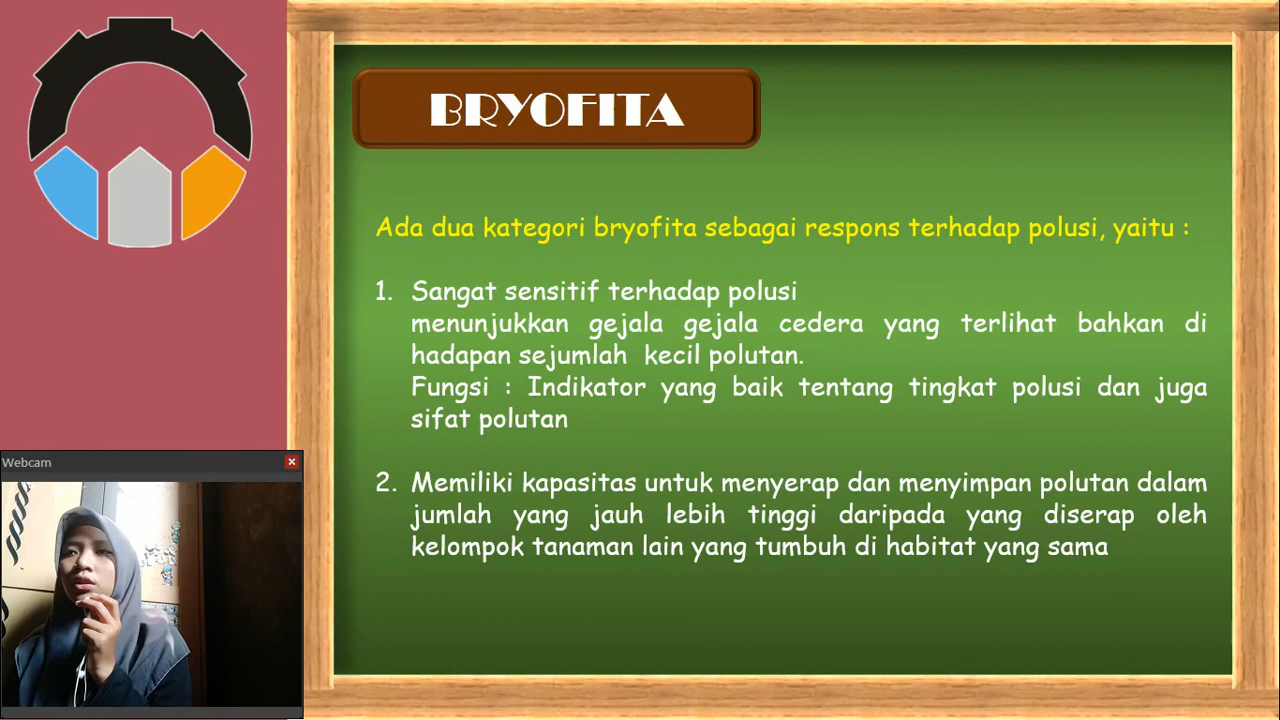 BRYOFITA
Ada dua kategori bryofita sebagai respons terhadap polusi, yaitu :
1. Sangat sensitif terhadap polusi
menunjukkan gejala gejala cedera yang terlihat bahkan di
hadapan sejumlah kecil polutan.
Fungsi : Indikator yang baik tentang tingkat polusi dan juga
sifat polutan
2. Memiliki kapasitas untuk menyerap dan menyimpan polutan dalam
jumlah yang jauh lebih tinggi daripada yang diserap oleh
kelompok tanaman lain yang tumbuh di habitat yang sama
Webcam